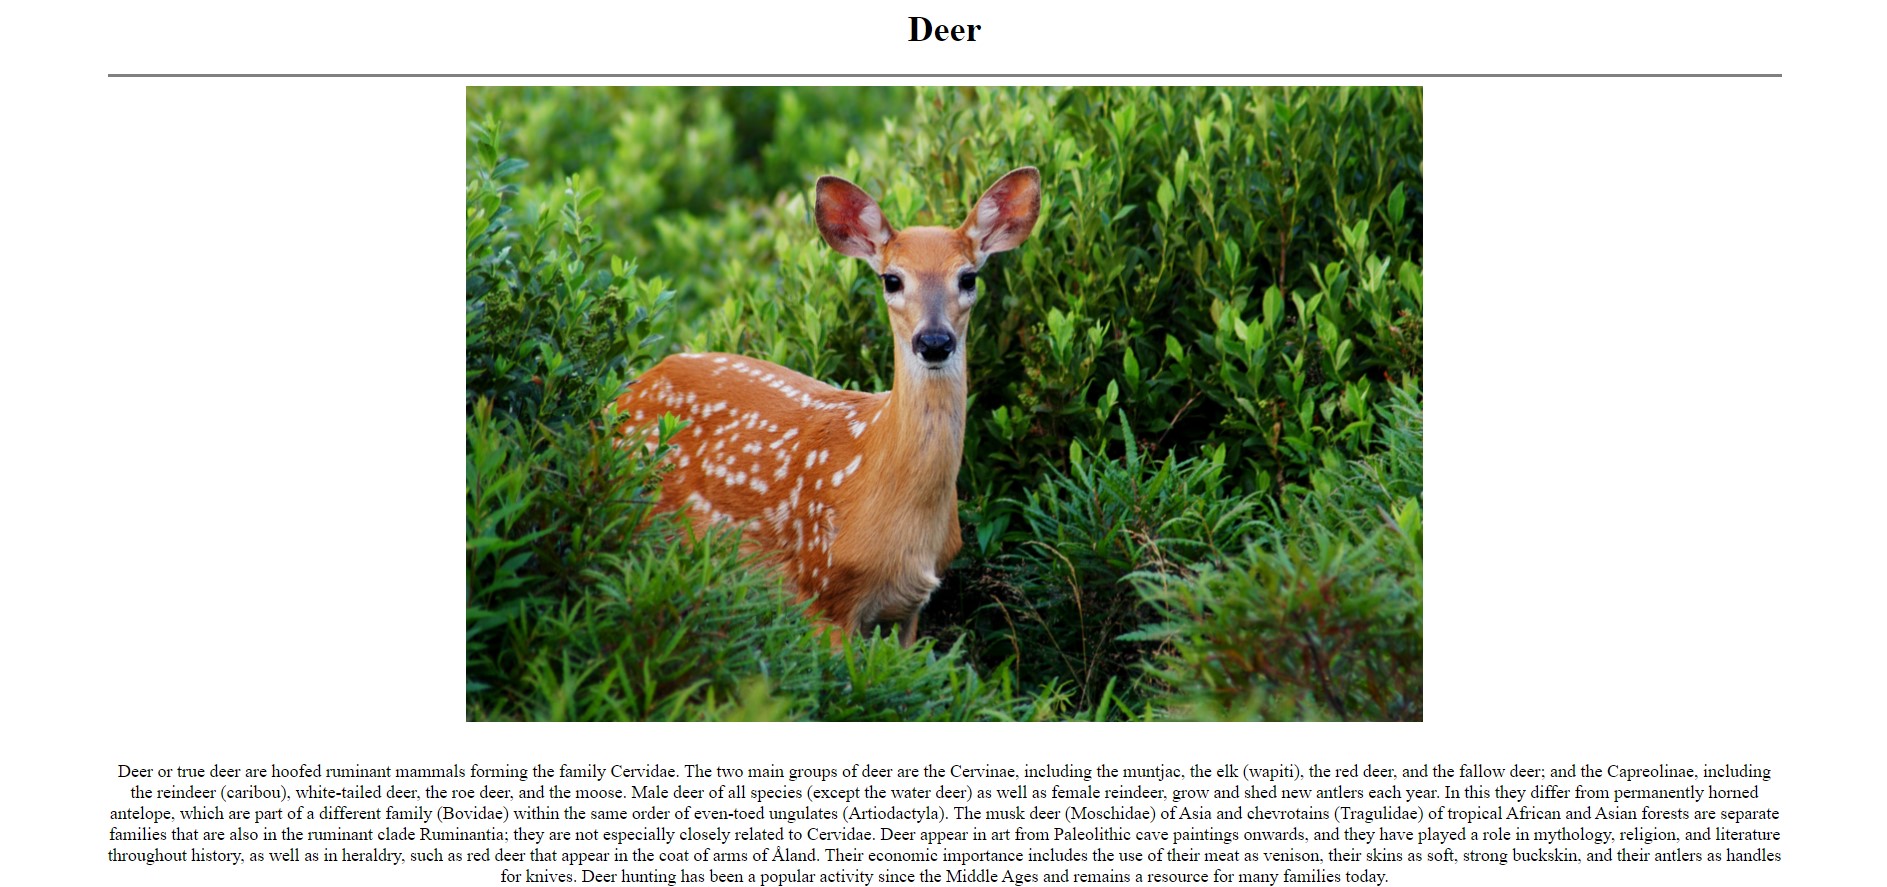 Deer
Deer or true deer are hoofed ruminant mammals forming the family Cervidae. The two main groups of deer are the Cervinae, including the muntjac, the elk (wapiti), the red deer, and the fallow deer; and the Capreolinae, including
the reindeer (caribou), white-tailed deer, the roe deer, and the moose. Male deer of all species (except the water deer) as well as female reindeer, grow and shed new antlers each year. In this they differ from permanently horned
antelope, which are part of a different family (Bovidae) within the same order of even-toed ungulates (Artiodactyla). The musk deer (Moschidae) of Asia and chevrotains (Tragulidae) of tropical African and Asian forests are separate
families that are also in the ruminant clade Ruminantia; they are not especially closely related to Cervidae. Deer appear in art from Paleolithic cave paintings onwards, and they have played a role in mythology, religion, and literature
throughout history, as well as in heraldry, such as red deer that appear in the coat of arms of Åland. Their economic importance includes the use of their meat as venison, their skins as soft, strong buckskin, and their antlers as handles
for knives. Deer hunting has been a popular activity since the Middle Ages and remains a resource for many families today.